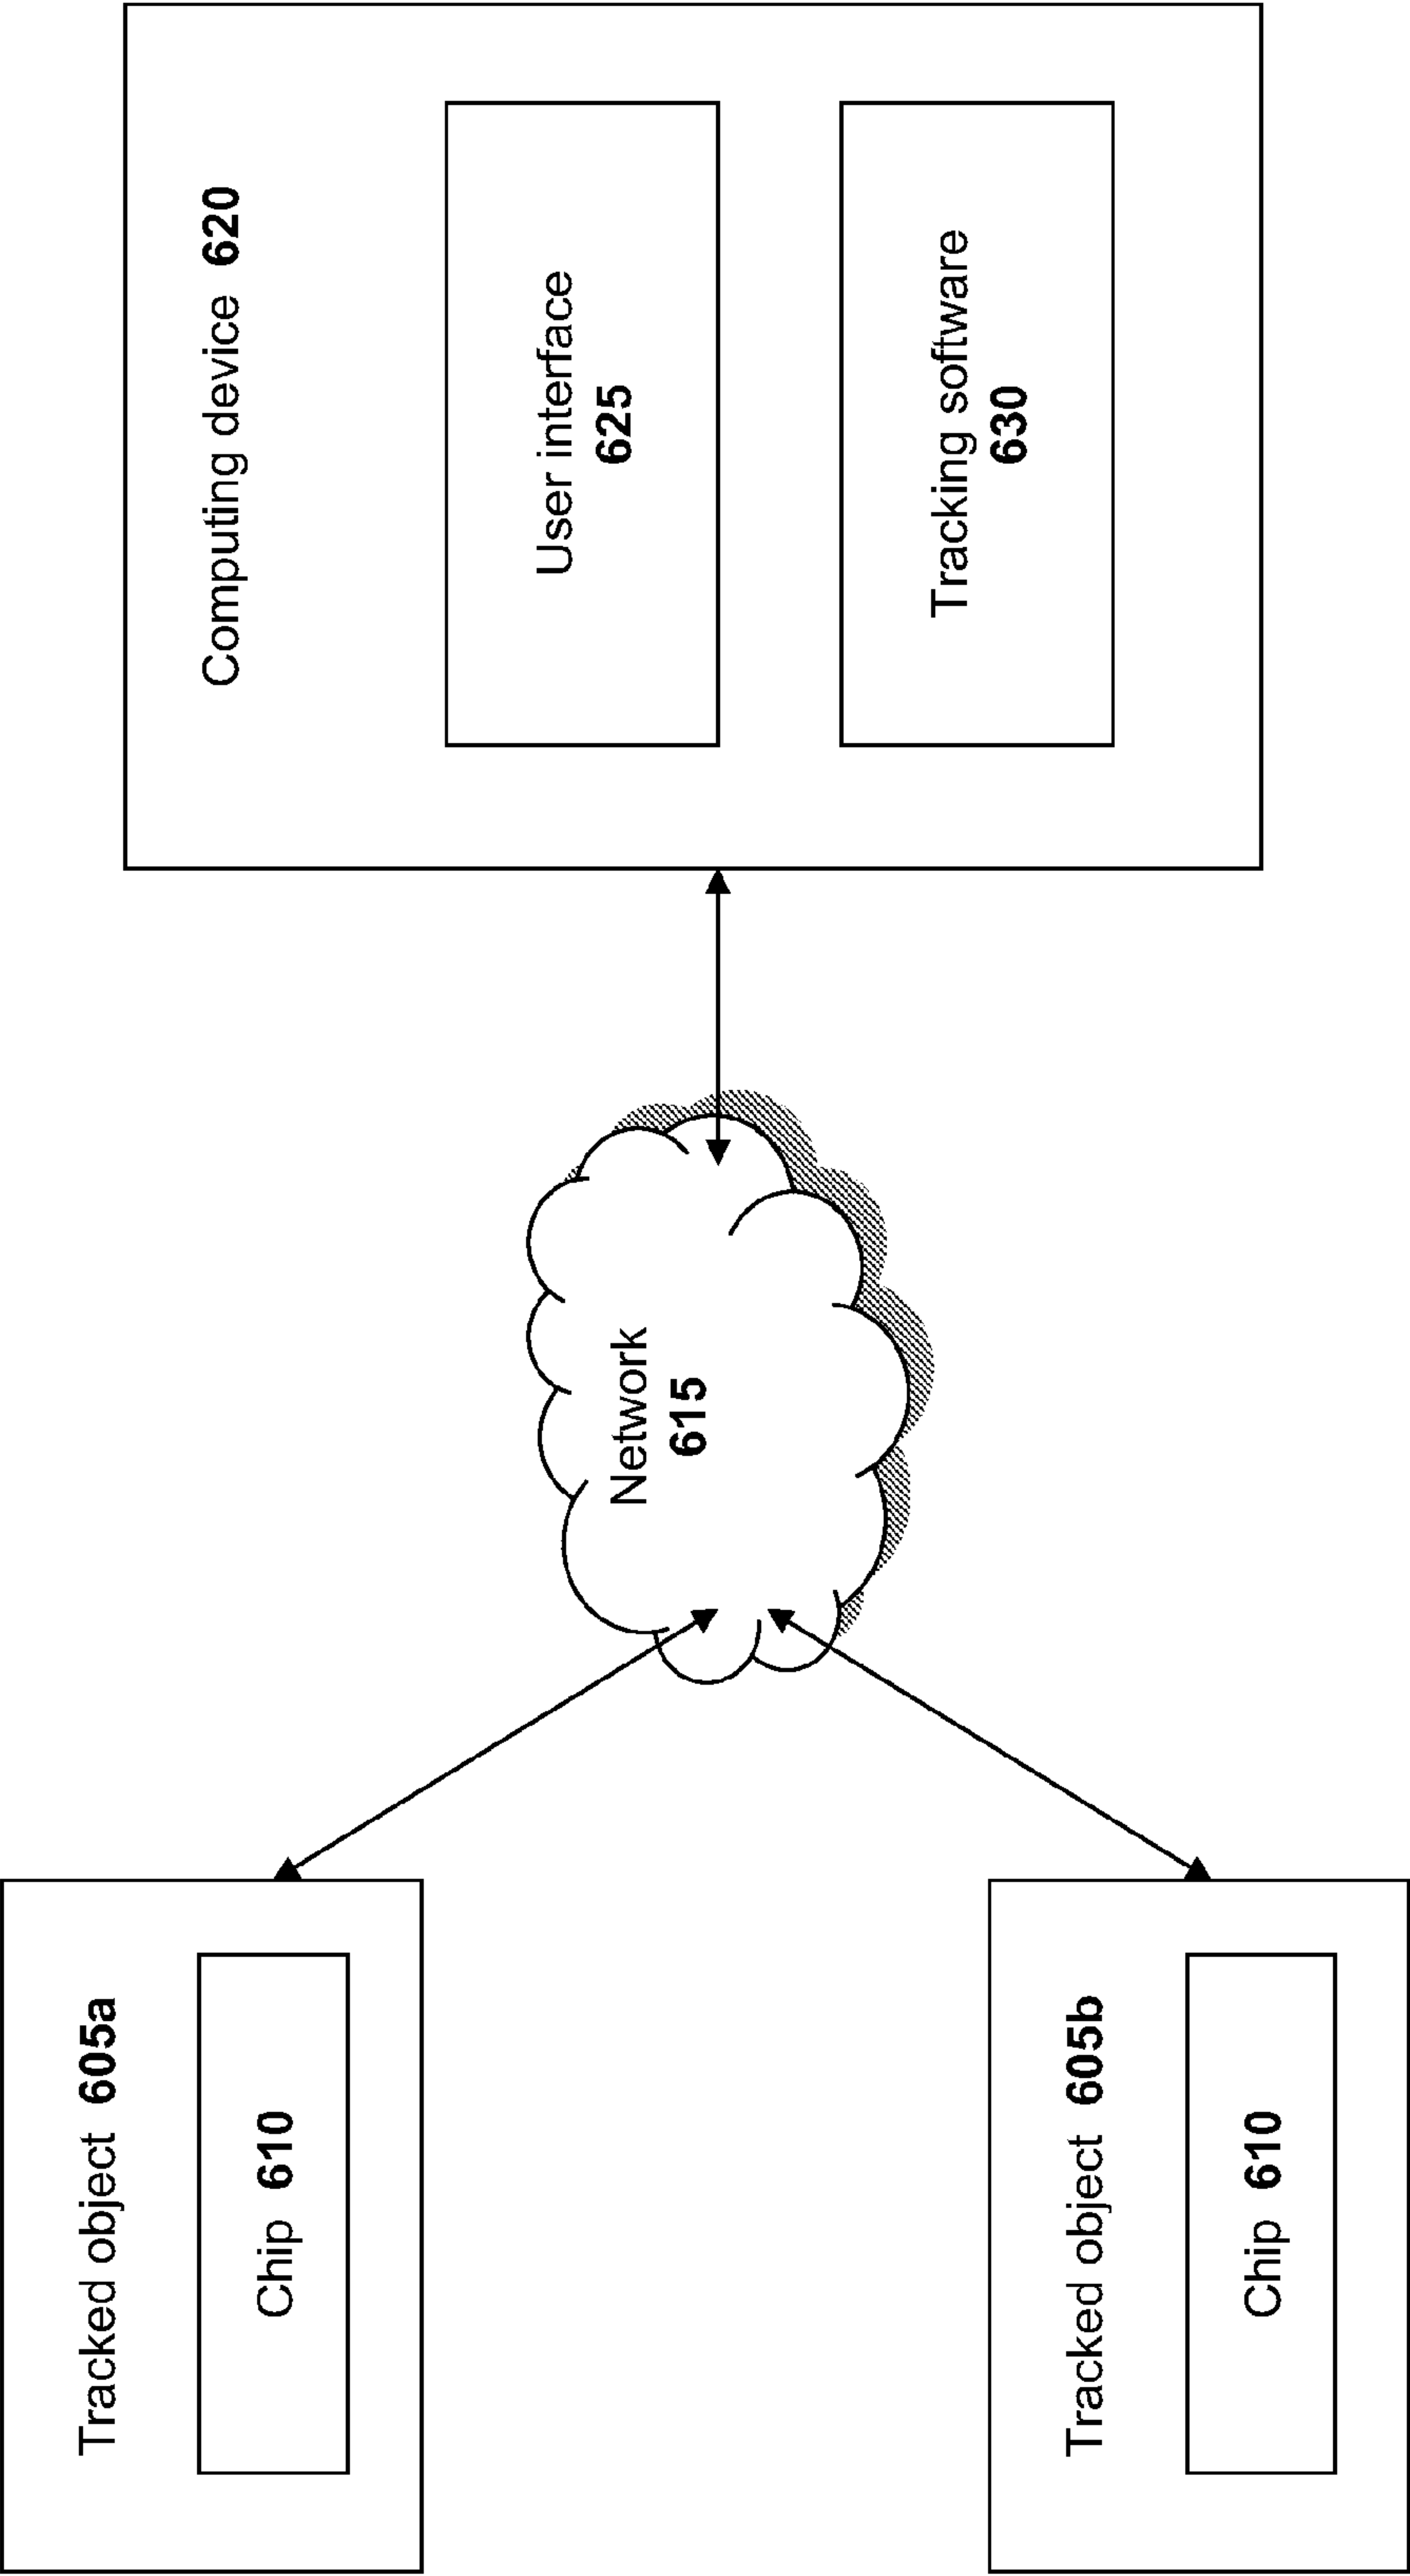 Tracked object 605a
Chip 610
Tracked object 605b
Chip 610
Network
615
Computing device 620
User interface
625
Tracking software
630